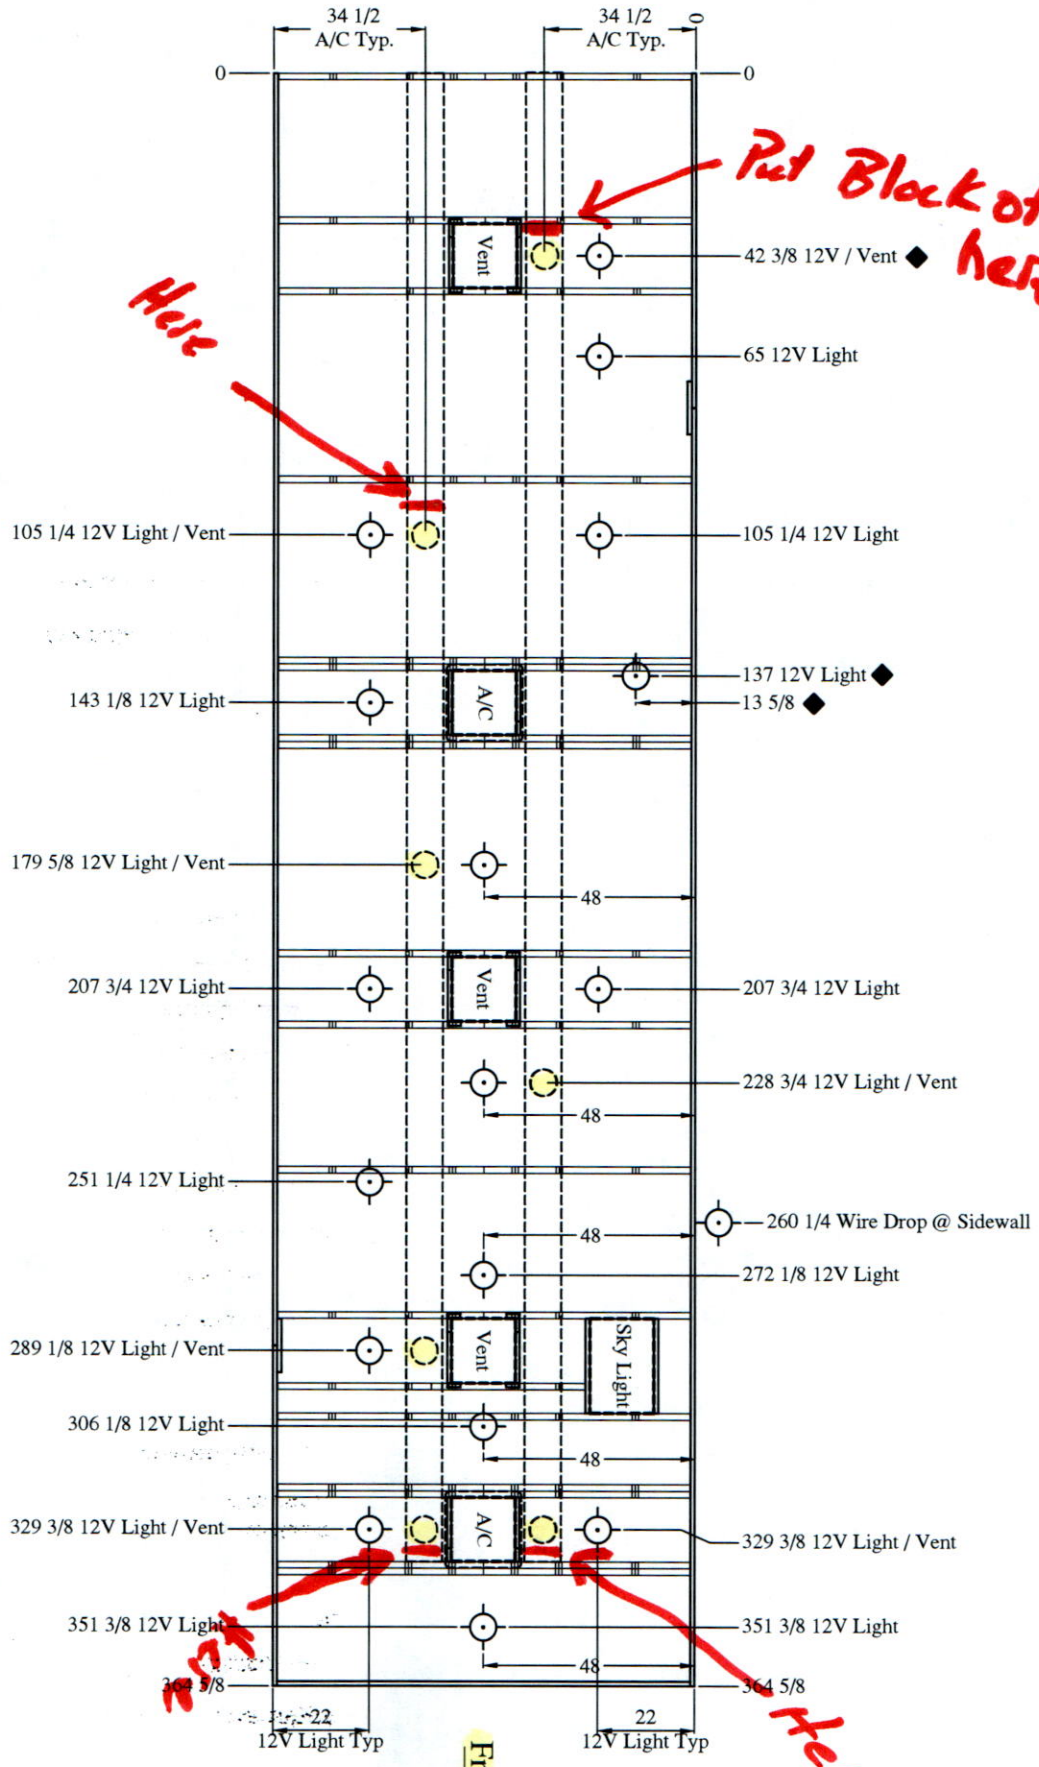 34 1/2
A/C Typ.
34 1/2
A/C Typ.
0
0
0
Put Block
here
Vent
42 3/8 12V / Vent ◆
Here
65 12V Light
105 1/4 12V Light / Vent
105 1/4 12V Light
137 12V Light ◆
143 1/8 12V Light
A/C
13 5/8 ◆
179 5/8 12V Light / Vent
48
207 3/4 12V Light
Vent
207 3/4 12V Light
228 3/4 12V Light / Vent
48
251 1/4 12V Light
260 1/4 Wire Drop @ Sidewall
48
272 1/8 12V Light
289 1/8 12V Light / Vent
Vent
Sky Light
306 1/8 12V Light
48
329 3/8 12V Light / Vent
A/C
329 3/8 12V Light / Vent
351 3/8 12V Light
351 3/8 12V Light
48
364 5/8
364 5/8
22
12V Light Typ
22
12V Light Typ